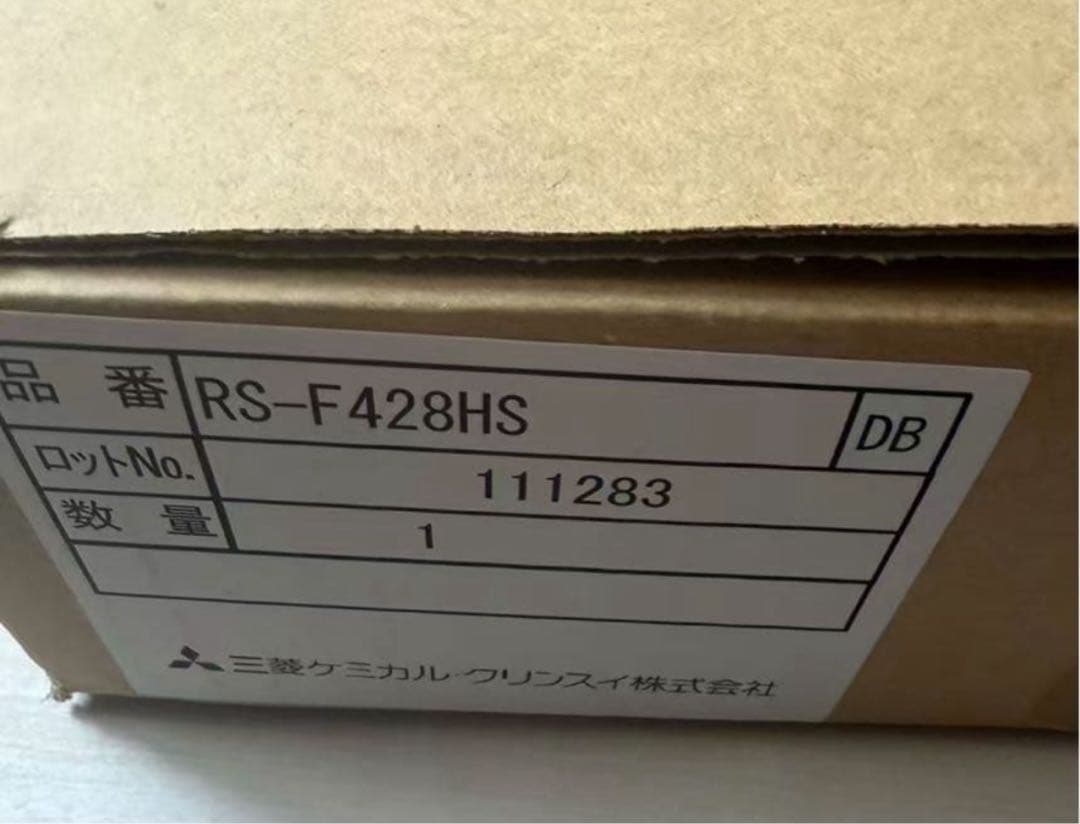 品番 RS-F428HS DB
ロットNo. 111283
数量 1
三菱ケミカル・クリンスイ株式会社